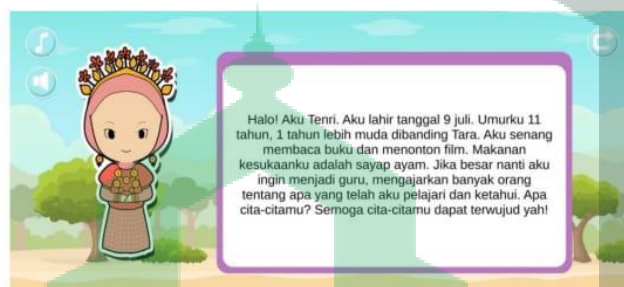 Halo! Aku Tenri. Aku lahir tanggal 9 juli. Umurku 11
tahun, 1 tahun lebih muda dibanding Tara. Aku senang
membaca buku dan menonton film. Makanan
kesukaanku adalah sayap ayam. Jika besar nanti aku
ingin menjadi guru, mengajarkan banyak orang
tentang apa yang telah aku pelajari dan ketahui. Apa
cita-citamu? Semoga cita-citamu dapat terwujud yah!